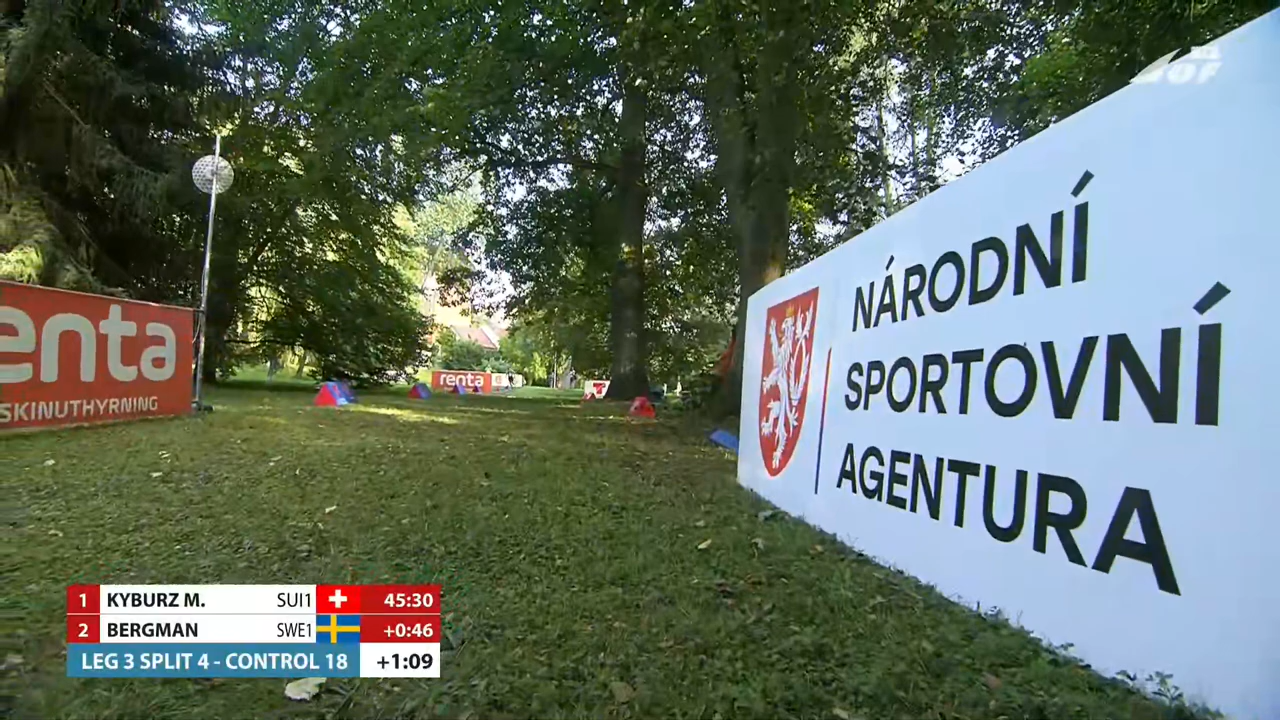 IOF
NÁRODNÍ
SPORTOVNÍ
AGENTURA
enta
SKINUTHYRNING
renta
1 KYBURZ M. SUI1 45:30
2 BERGMAN SWE1 +0:46
LEG 3 SPLIT 4 - CONTROL 18 +1:09